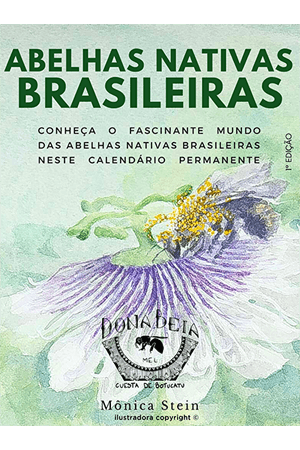 ABELHAS NATIVAS
BRASILEIRAS
CONHEÇA O FASCINANTE MUNDO
DAS ABELHAS NATIVAS BRASILEIRAS
NESTE CALENDÁRIO PERMANENTE
1ª EDIÇÃO
DONA BETA
MEL
CUESTA DE BOTUCATU
Mônica Stein
ilustradora copyright ©